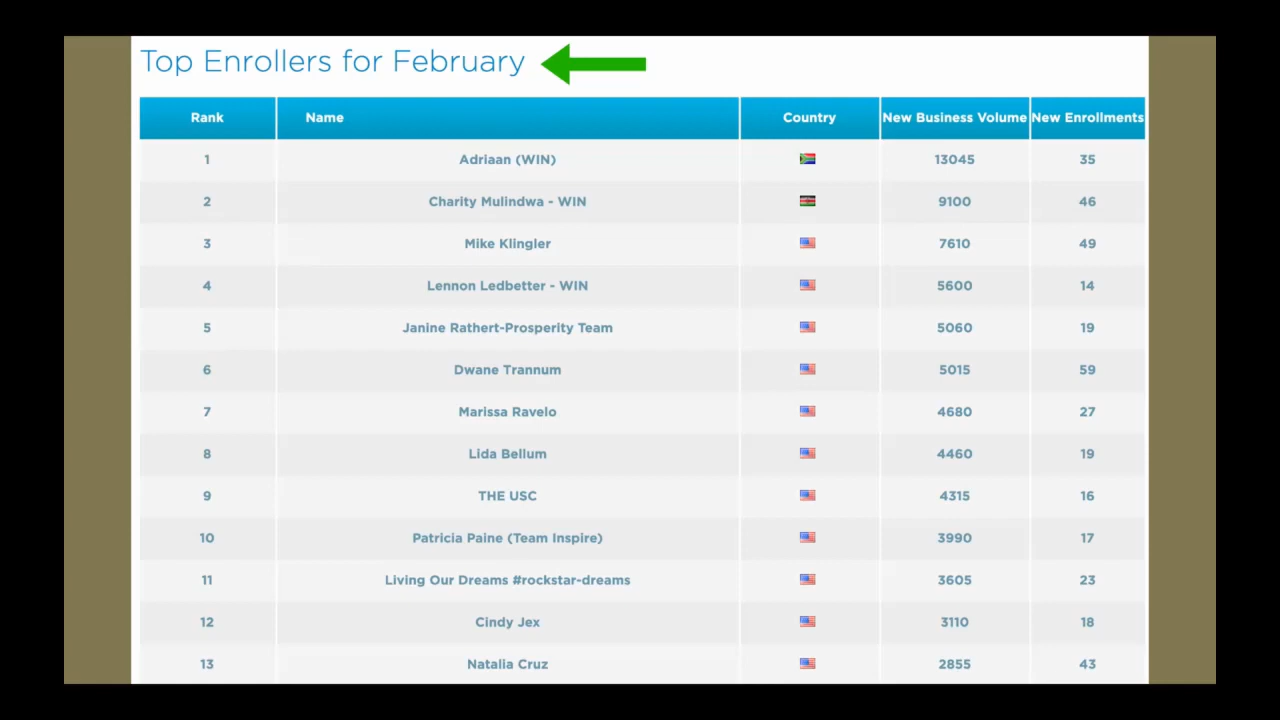 Top Enrollers for February
Rank Name Country New Business Volume New Enrollments
1 Adriaan (WIN) 13045 35
2 Charity Mulindwa - WIN 9100 46
3 Mike Klingler 7610 49
4 Lennon Ledbetter - WIN 5600 14
5 Janine Rathert-Prosperity Team 5060 19
6 Dwane Trannum 5015 59
7 Marissa Ravelo 4680 27
8 Lida Bellum 4460 19
9 THE USC 4315 16
10 Patricia Paine (Team Inspire) 3990 17
11 Living Our Dreams #rockstar-dreams 3605 23
12 Cindy Jex 3110 18
13 Natalia Cruz 2855 43